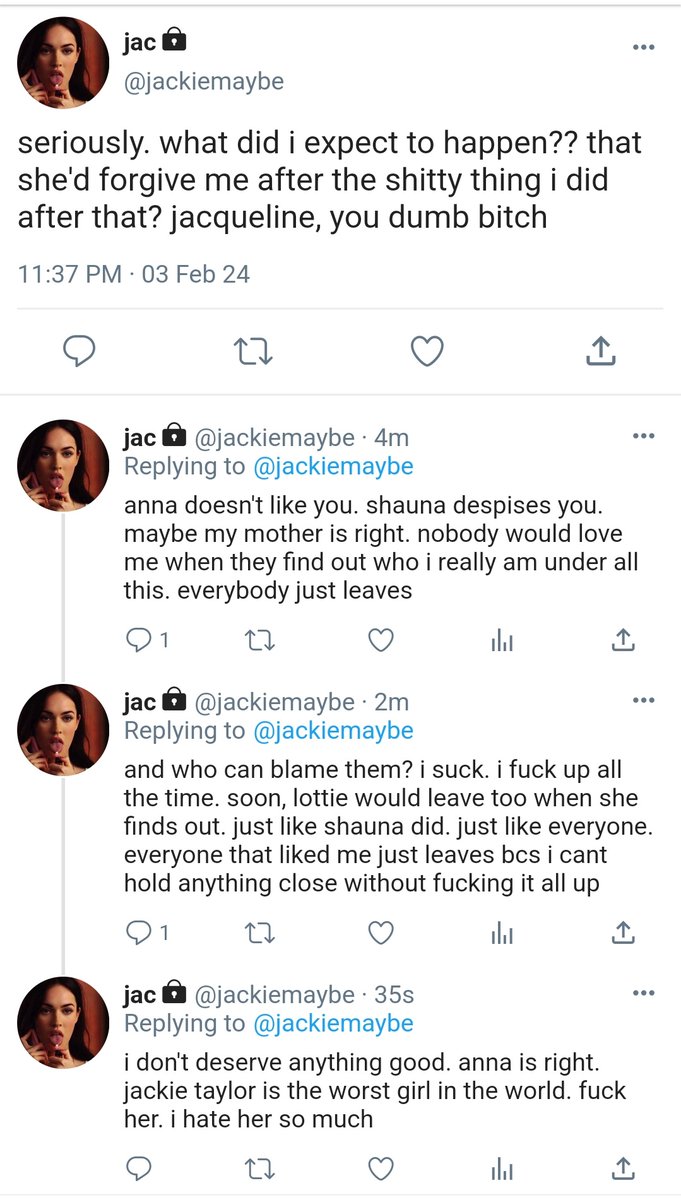 jac
@jackiemaybe
seriously. what did i expect to happen?? that
she'd forgive me after the shitty thing i did
after that? jacqueline, you dumb bitch
11:37 PM · 03 Feb 24
jac @jackiemaybe · 4m
Replying to @jackiemaybe
anna doesn't like you. shauna despises you.
maybe my mother is right. nobody would love
me when they find out who i really am under all
this. everybody just leaves
1
jac @jackiemaybe · 2m
Replying to @jackiemaybe
and who can blame them? i suck. i fuck up all
the time. soon, lottie would leave too when she
finds out. just like shauna did. just like everyone.
everyone that liked me just leaves bcs i cant
hold anything close without fucking it all up
1
jac @jackiemaybe · 35s
Replying to @jackiemaybe
i don't deserve anything good. anna is right.
jackie taylor is the worst girl in the world. fuck
her. i hate her so much